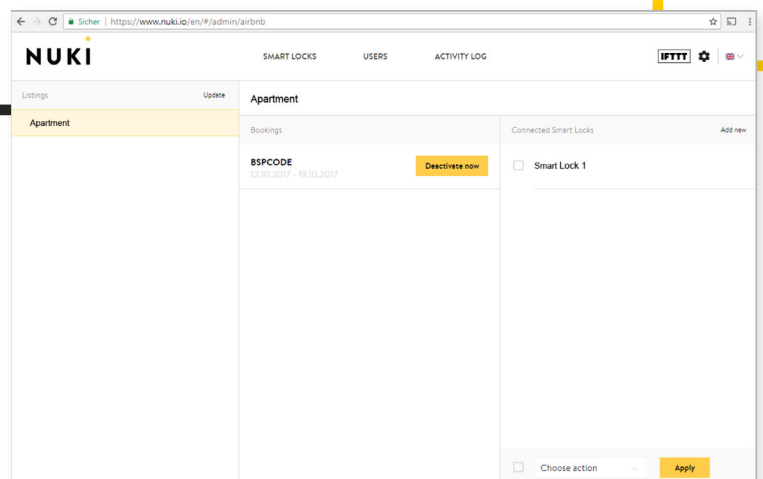 Sicher | https://www.nuki.io/en/#/admin/airbnb
NUKI
SMART LOCKS USERS ACTIVITY LOG
IFTTT
Listings Update
Apartment
Apartment
Bookings
BSPCODE
12.10.2017 - 19.10.2017
Deactivate now
Connected Smart Locks Add new
Smart Lock 1
Choose action
Apply